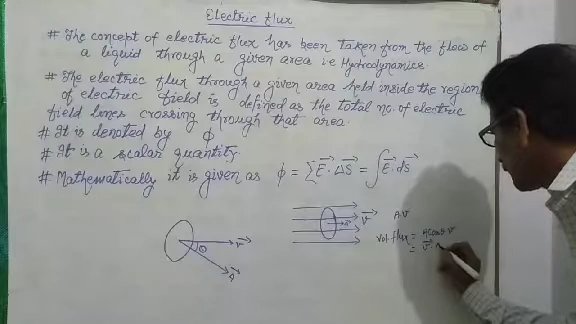 Electric flux
# The concept of electric flux has been taken from the flow of
a liquid through a given area i.e Hydrodynamics.
# The electric flux through a given area held inside the region
of electric field is defined as the total no. of electric
field lines crossing through that area.
# It is denoted by ϕ
# It is a scalar quantity.
# Mathematically it is given as ϕ = ∑E⃗.ΔS⃗ = ∫E⃗.dS⃗
A.V
Vol. flux = A cosθ V
= V⃗.
θ
V⃗
V⃗